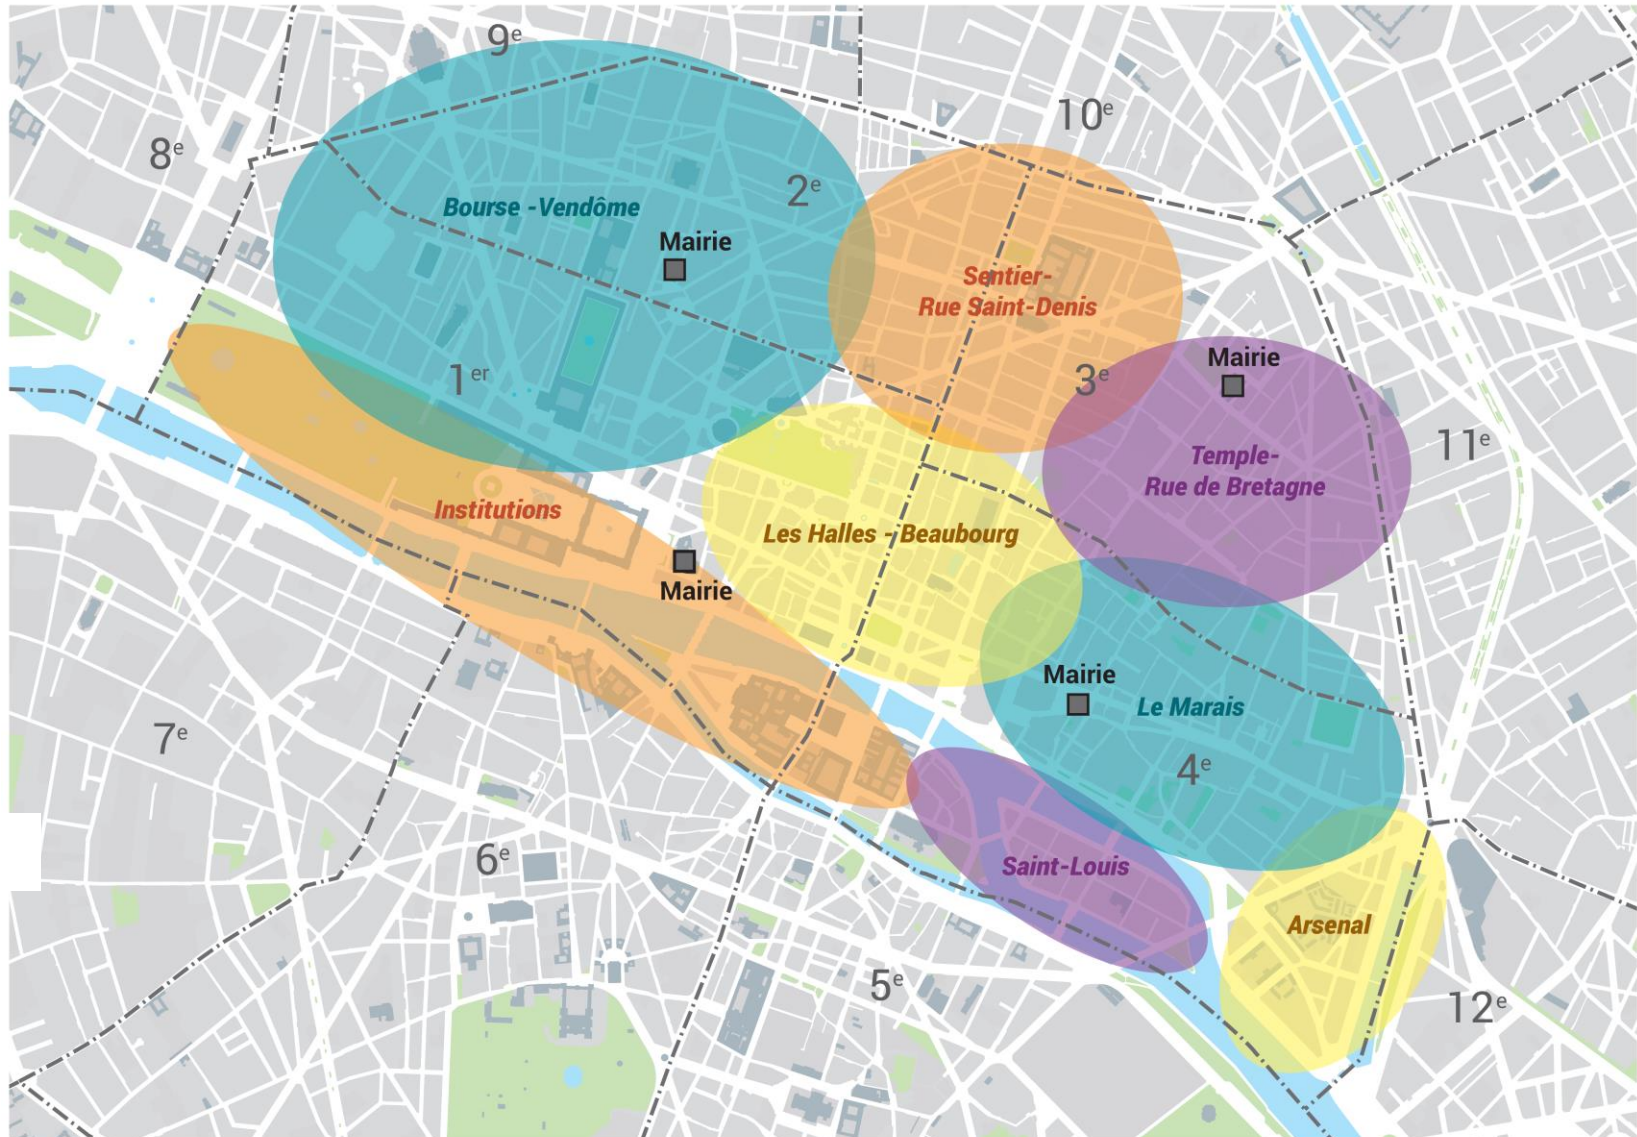 9e
10e
8e
2e
Bourse -Vendôme
Mairie
Sentier-
Rue Saint-Denis
Mairie
1er
3e
11e
Temple-
Rue de Bretagne
Institutions
Les Halles - Beaubourg
Mairie
Mairie
Le Marais
7e
4e
6e
Saint-Louis
Arsenal
5e
12e